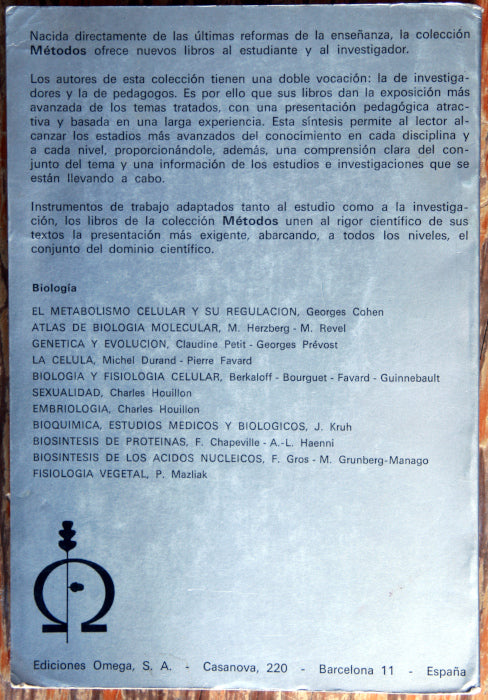 Nacida directamente de las últimas reformas de la enseñanza, la colección
Métodos ofrece nuevos libros al estudiante y al investigador.
Los autores de esta colección tienen una doble vocación: la de investiga-
dores y la de pedagogos. Es por ello que sus libros dan la exposición más
avanzada de los temas tratados, con una presentación pedagógica atrac-
tiva y basada en una larga experiencia. Esta síntesis permite al lector al-
canzar los estadios más avanzados del conocimiento en cada disciplina y
a cada nivel, proporcionándole, además, una comprensión clara del con-
junto del tema y una información de los estudios e investigaciones que se
están llevando a cabo.
Instrumentos de trabajo adaptados tanto al estudio como a la investiga-
ción, los libros de la colección Métodos unen al rigor científico de sus
textos la presentación más exigente, abarcando, a todos los niveles, el
conjunto del dominio científico.
Biología
EL METABOLISMO CELULAR Y SU REGULACION, Georges Cohen
ATLAS DE BIOLOGIA MOLECULAR, M. Herzberg - M. Revel
GENETICA Y EVOLUCION, Claudine Petit - Georges Prévost
LA CELULA, Michel Durand - Pierre Favard
BIOLOGIA Y FISIOLOGIA CELULAR, Berkaloff - Bourguet - Favard - Guinnebault
SEXUALIDAD, Charles Houillon
EMBRIOLOGIA, Charles Houillon
BIOQUIMICA, ESTUDIOS MEDICOS Y BIOLOGICOS, J. Kruh
BIOSINTESIS DE PROTEINAS, F. Chapeville - A.-L. Haenni
BIOSINTESIS DE LOS ACIDOS NUCLEICOS, F. Gros - M. Grunberg-Manago
FISIOLOGIA VEGETAL, P. Mazliak
Ediciones Omega, S. A. - Casanova, 220 - Barcelona 11 - España